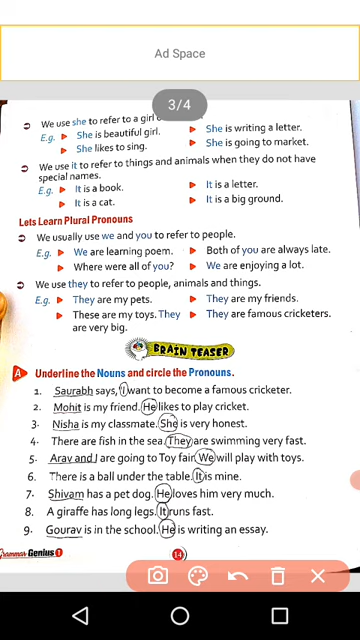 Ad Space
3/4
We use she to refer to a girl
E.g. She is beautiful girl. She is writing a letter.
She likes to sing. She is going to market.
We use it to refer to things and animals when they do not have
special names.
E.g. It is a book. It is a letter.
It is a cat. It is a big ground.
Lets Learn Plural Pronouns
We usually use we and you to refer to people.
E.g. We are learning poem. Both of you are always late.
Where were all of you? We are enjoying a lot.
We use they to refer to people, animals and things.
E.g. They are my pets. They are my friends.
These are my toys. They They are famous cricketers.
are very big.
BRAIN TEASER
A Underline the Nouns and circle the Pronouns.
1. Saurabh says, 'I want to become a famous cricketer.
2. Mohit is my friend. He likes to play cricket.
3. Nisha is my classmate. She is very honest.
4. There are fish in the sea. They are swimming very fast.
5. Arav and I are going to Toy fair. We will play with toys.
6. There is a ball under the table. It is mine.
7. Shivam has a pet dog. He loves him very much.
8. A giraffe has long legs. It runs fast.
9. Gourav is in the school. He is writing an essay.
Grammar Genius 1 14